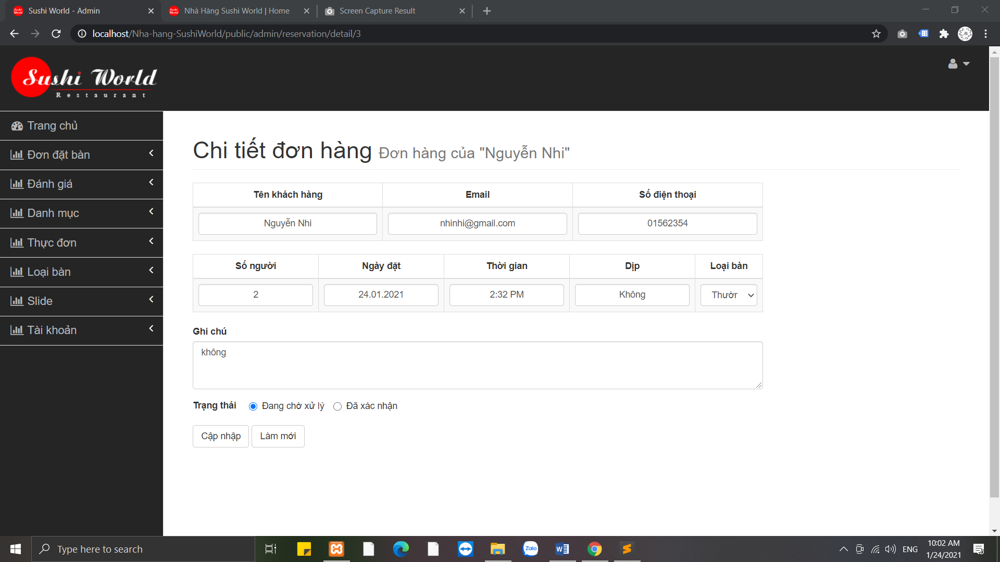 Sushi World - Admin
Nhà Hàng Sushi World | Home
Screen Capture Result
localhost/Nha-hang-SushiWorld/public/admin/reservation/detail/3
Sushi World
Restaurant
Trang chủ
Đơn đặt bàn
Đánh giá
Danh mục
Thực đơn
Loại bàn
Slide
Tài khoản
Chi tiết đơn hàng Đơn hàng của "Nguyễn Nhi"
Tên khách hàng Email Số điện thoại
Nguyễn Nhi nhinhi@gmail.com 01562354
Số người Ngày đặt Thời gian Dịp Loại bàn
2 24.01.2021 2:32 PM Không Thườr
Ghi chú
không
Trạng thái Đang chờ xử lý Đã xác nhận
Cập nhập Làm mới
Type here to search
Zalo
ENG
10:02 AM
1/24/2021